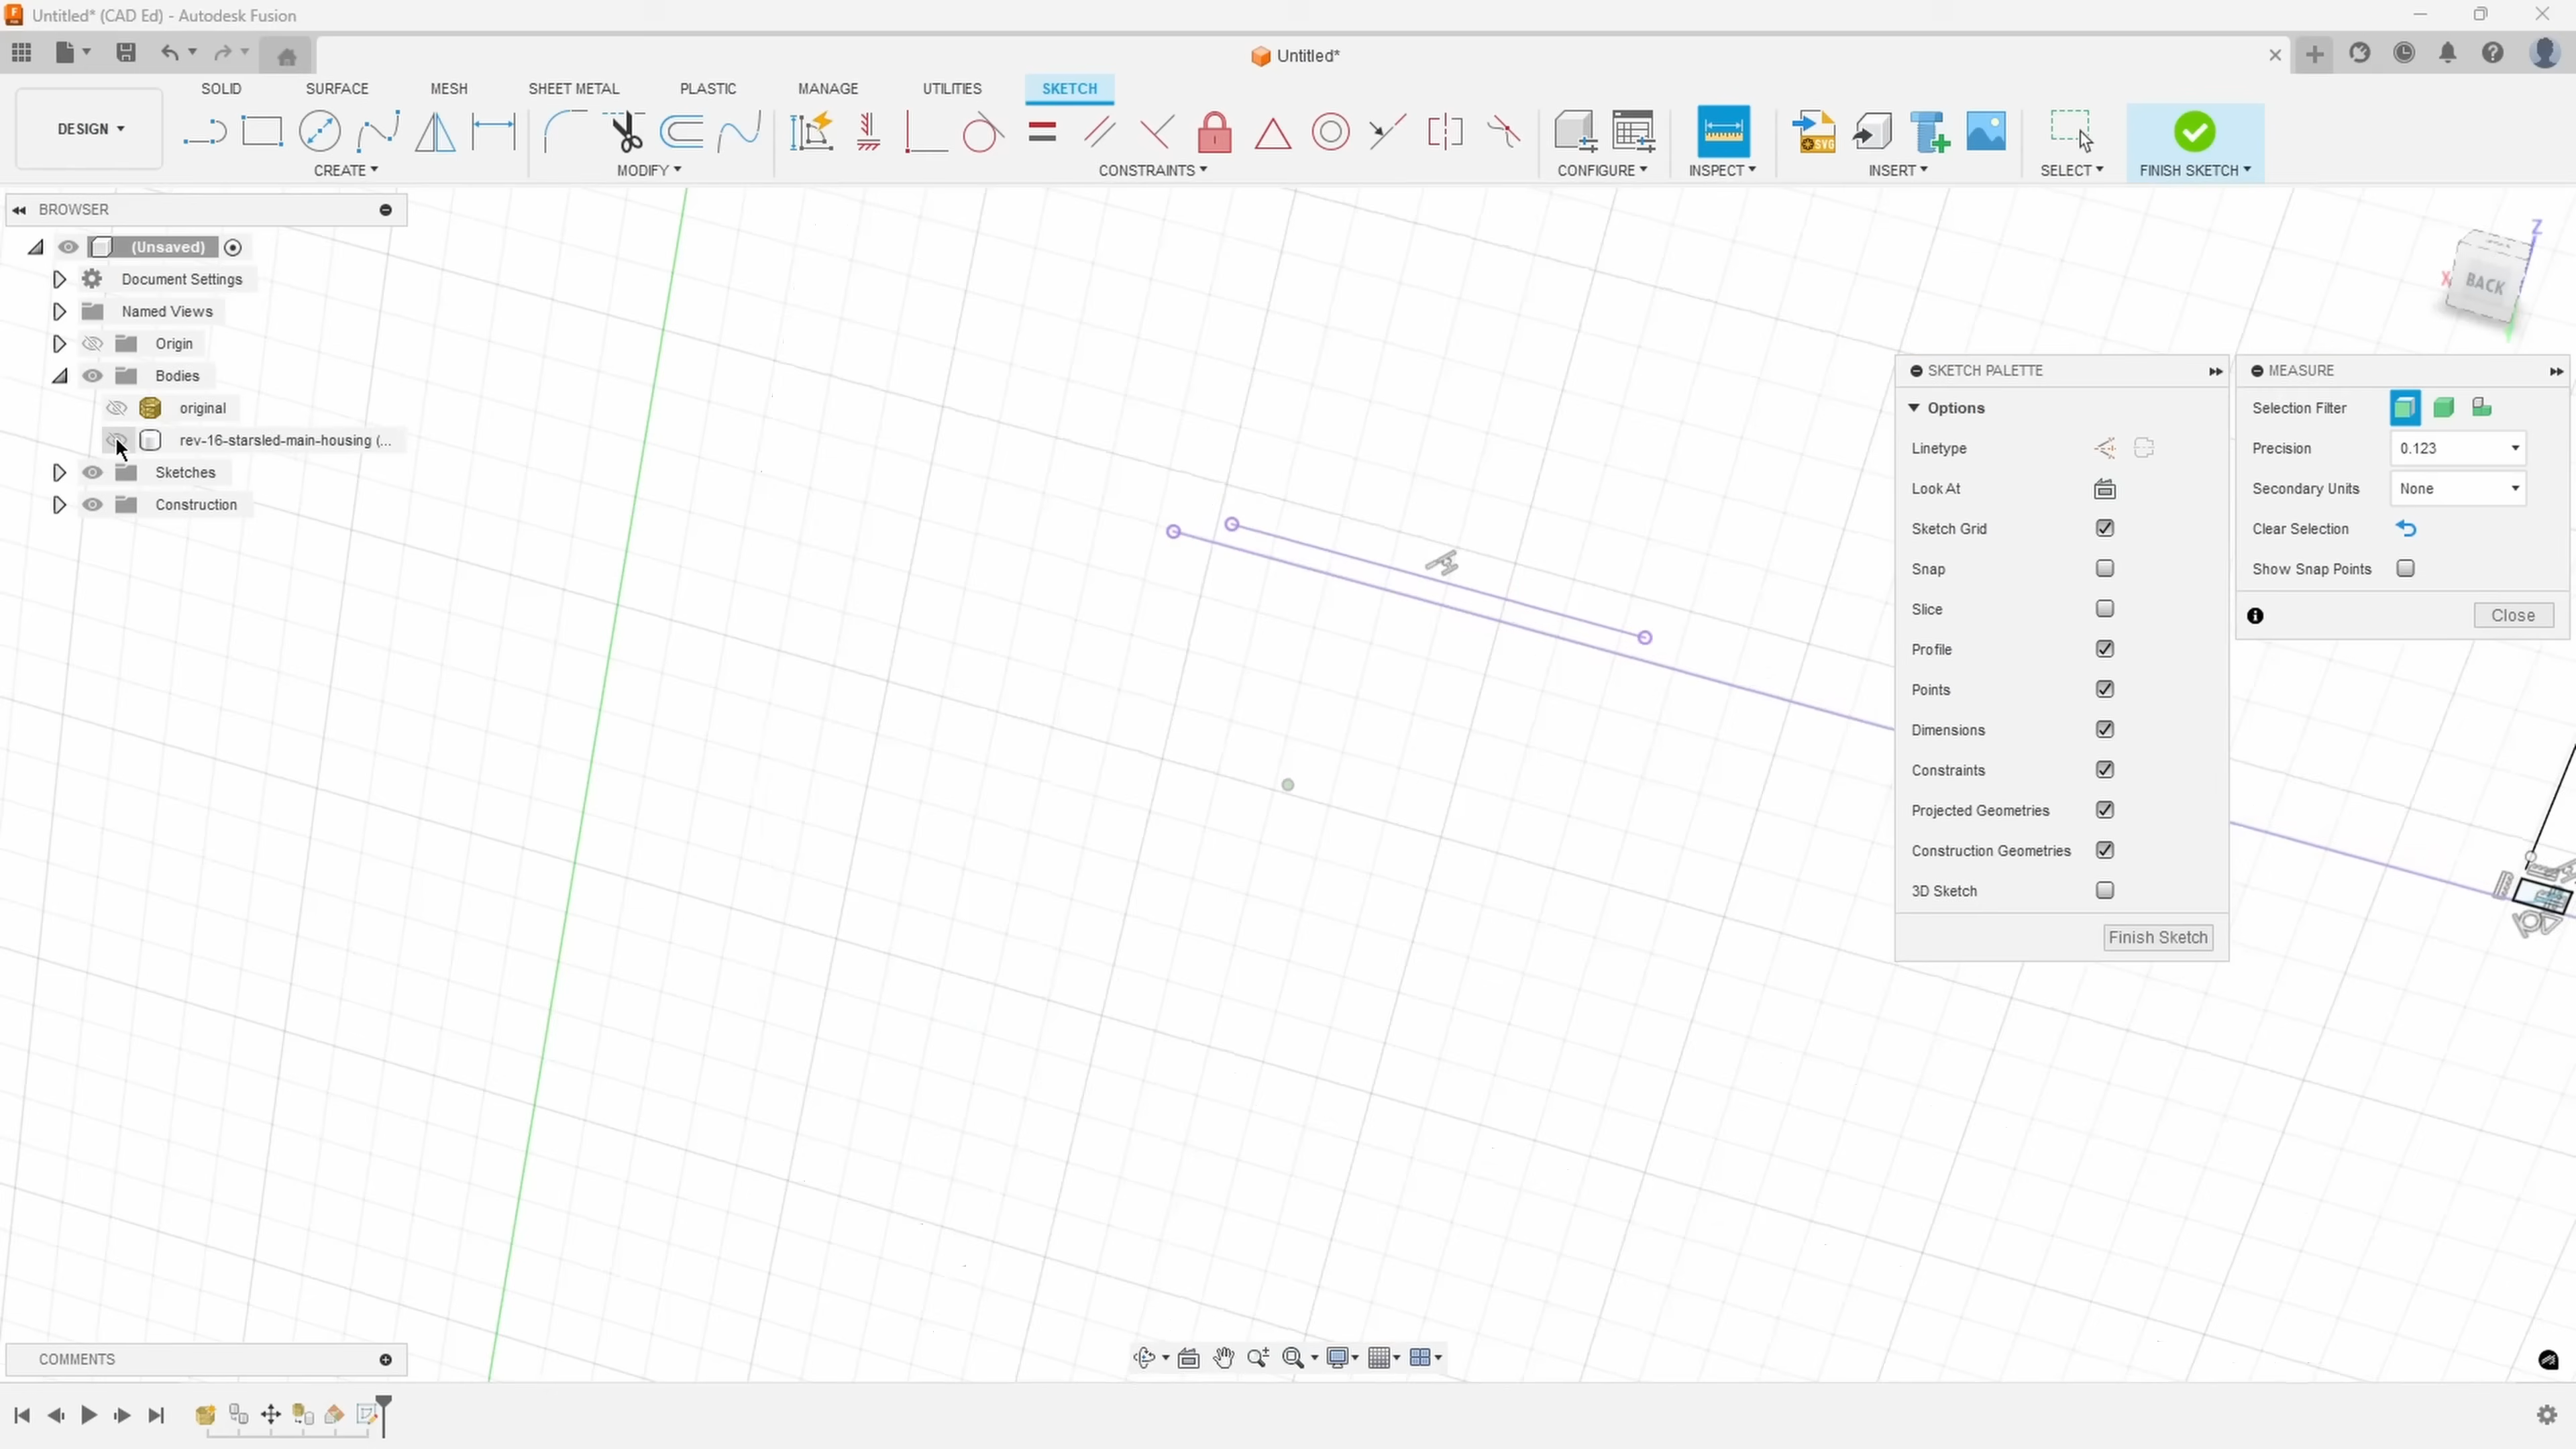 Untitled* (CAD Ed) - Autodesk Fusion
Untitled*
DESIGN
SOLID SURFACE MESH SHEET METAL PLASTIC MANAGE UTILITIES SKETCH
SVG
CREATE MODIFY CONSTRAINTS CONFIGURE INSPECT INSERT SELECT FINISH SKETCH
BROWSER
(Unsaved)
Document Settings
Named Views
Origin
Bodies
original
rev-16-starsled-main-housing (...
Sketches
Construction
Z
X
BACK
SKETCH PALETTE
Options
Linetype
Look At
Sketch Grid
Snap
Slice
Profile
Points
Dimensions
Constraints
Projected Geometries
Construction Geometries
3D Sketch
Finish Sketch
MEASURE
Selection Filter
Precision 0.123
Secondary Units None
Clear Selection
Show Snap Points
Close
COMMENTS